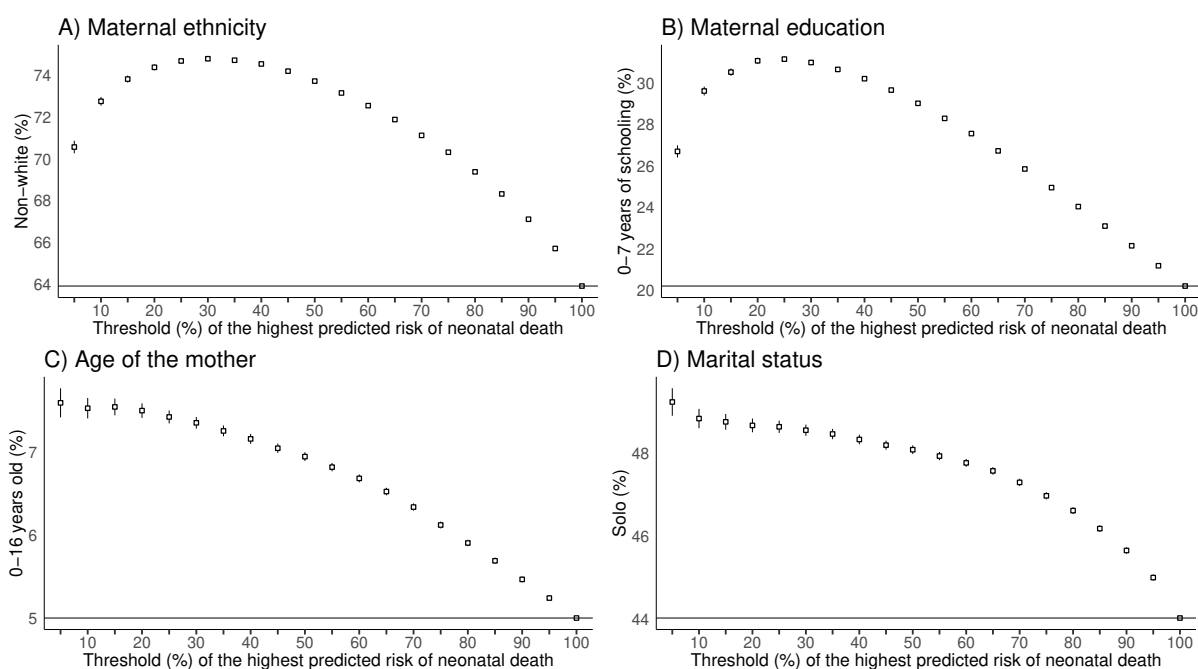 A) Maternal ethnicity
Non−white (%)
74
72
70
68
66
64
10 20 30 40 50 60 70 80 90 100
Threshold (%) of the highest predicted risk of neonatal death
B) Maternal education
0−7 years of schooling (%)
30
28
26
24
22
20
10 20 30 40 50 60 70 80 90 100
Threshold (%) of the highest predicted risk of neonatal death
C) Age of the mother
0−16 years old (%)
7
6
5
10 20 30 40 50 60 70 80 90 100
Threshold (%) of the highest predicted risk of neonatal death
D) Marital status
Solo (%)
48
46
44
10 20 30 40 50 60 70 80 90 100
Threshold (%) of the highest predicted risk of neonatal death